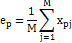 e_p = \frac{1}{M} \sum_{j=1}^{M} x_{pj}